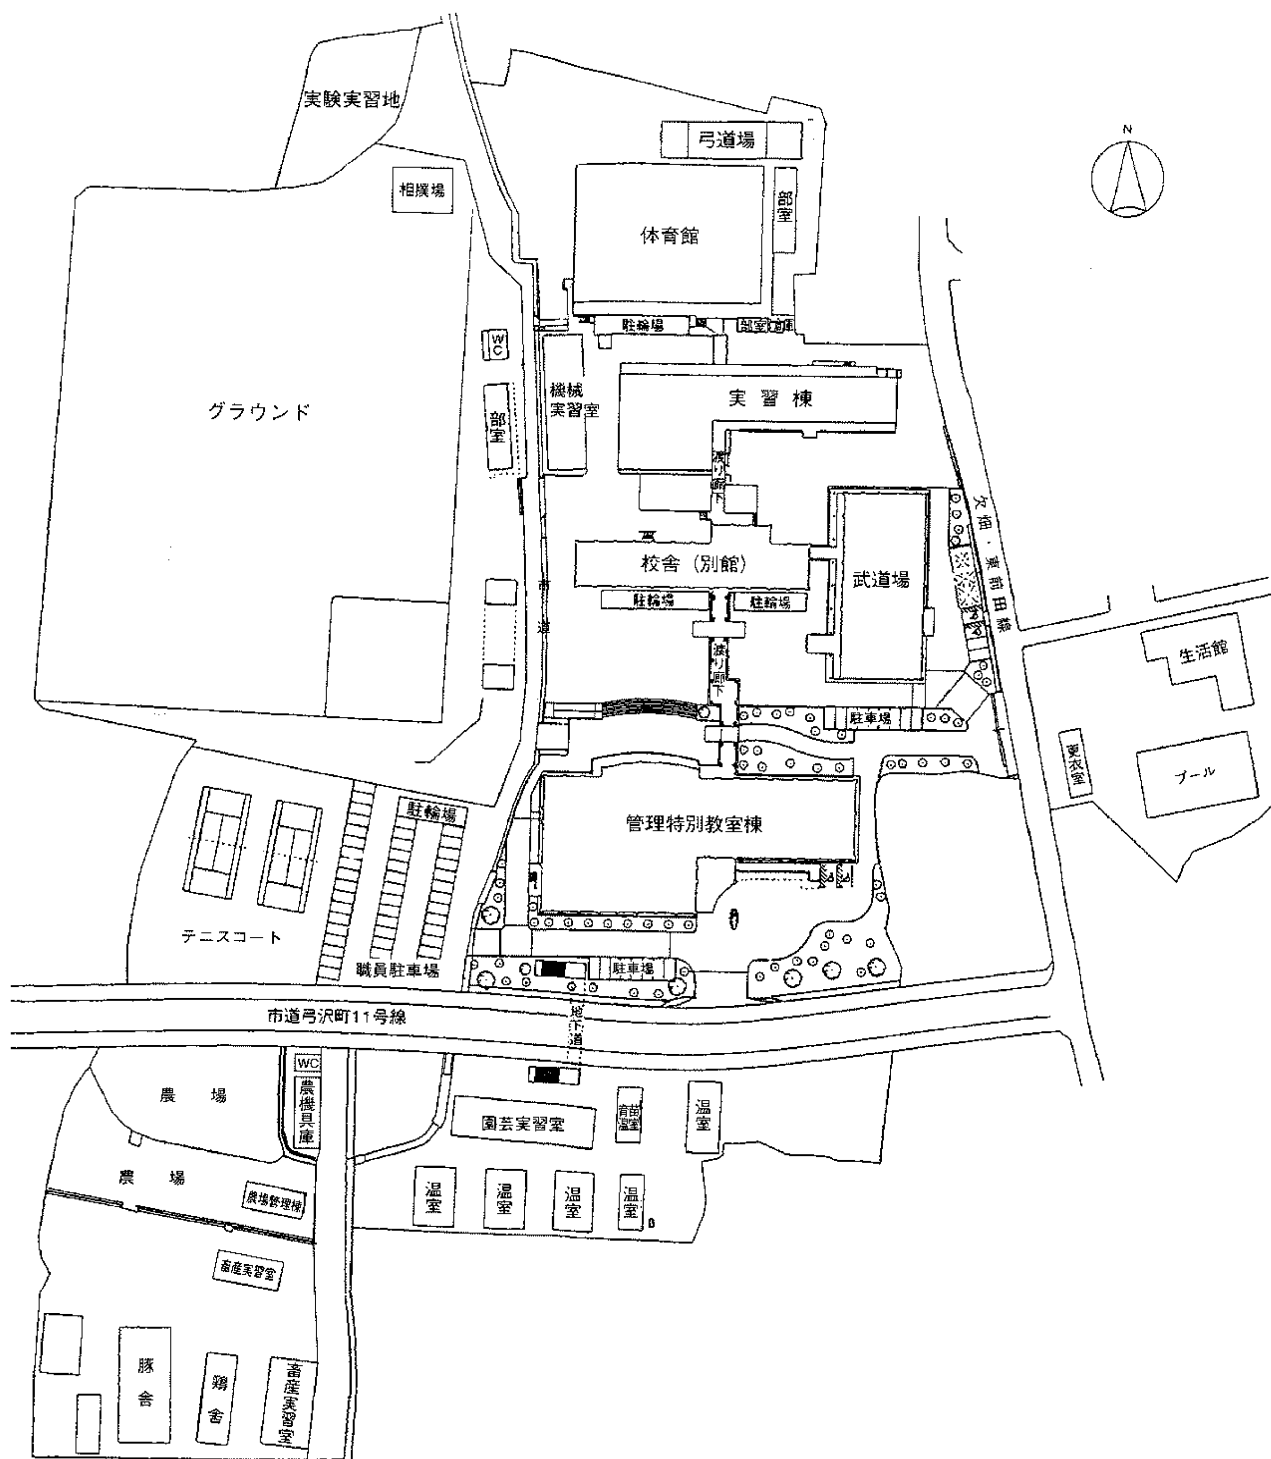 実験実習地
N
弓道場
相撲場
部室
体育館
駐輪場
部室
WC
機械
実習室
実習棟
グラウンド
部室
渡り廊下
欠畑・東前田線
校舎（別館）
武道場
市道
駐輪場
駐輪場
渡り廊下
生活館
駐車場
更衣室
プール
駐輪場
管理特別教室棟
テニスコート
職員駐車場
駐車場
市道弓沢町11号線
地下道
WC
農場
農機具庫
園芸実習室
育苗
温室
温室
農場
農場管理棟
温室
温室
温室
温室
畜産実習室
豚舎
鶏舎
畜産実習室